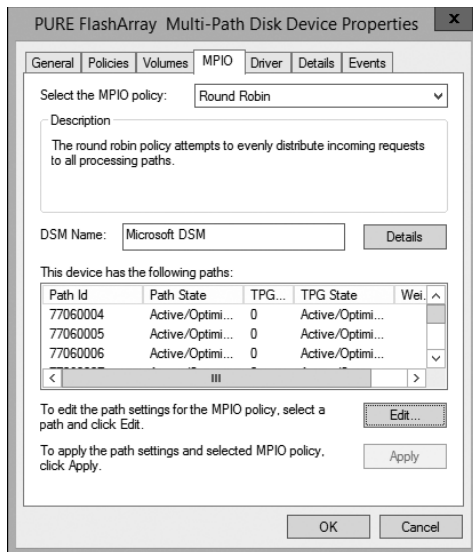 PURE FlashArray Multi-Path Disk Device Properties x
General Policies Volumes MPIO Driver Details Events
Select the MPIO policy: Round Robin
Description
The round robin policy attempts to evenly distribute incoming requests
to all processing paths.
DSM Name: Microsoft DSM Details
This device has the following paths:
Path Id Path State TPG... TPG State Wei.
77060004 Active/Optimi... 0 Active/Optimi...
77060005 Active/Optimi... 0 Active/Optimi...
77060006 Active/Optimi... 0 Active/Optimi...
To edit the path settings for the MPIO policy, select a
path and click Edit.
Edit...
To apply the path settings and selected MPIO policy,
click Apply.
Apply
OK Cancel